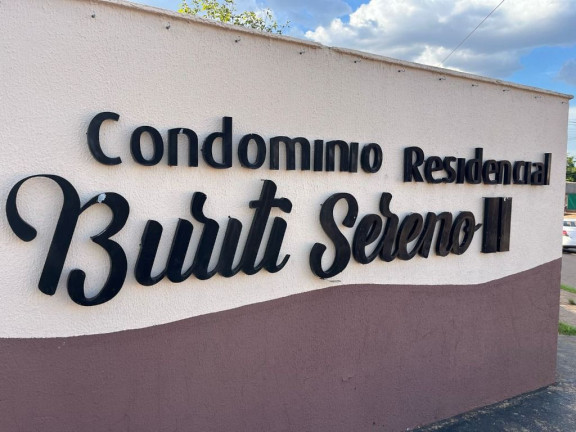 Condominio Residencial
Buriti Sereno II